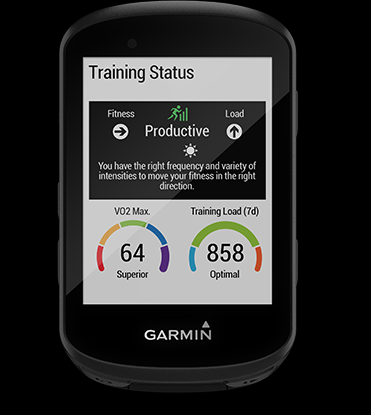 Training Status
Fitness
Load
Productive
You have the right frequency and variety of
intensities to move your fitness in the right
direction.
VO2 Max.
Training Load (7d)
64
858
Superior
Optimal
GARMIN